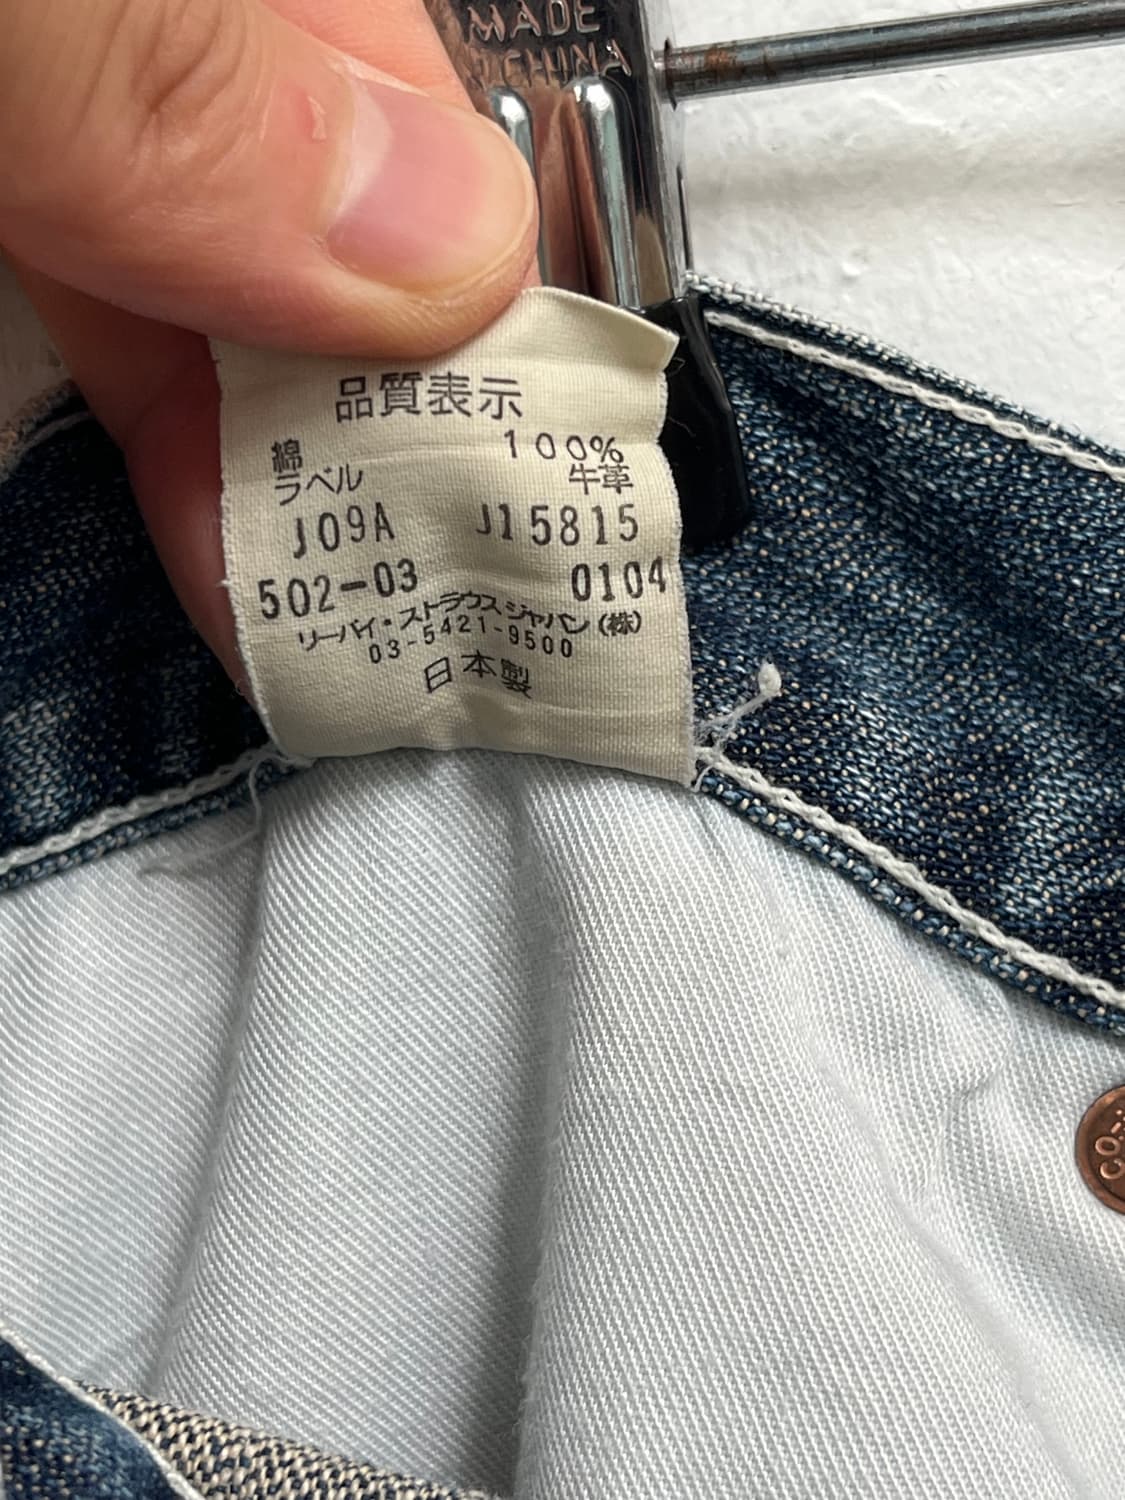 MADE
CHINA
品質表示
綿 100%
ラベル 牛革
J09A J15815
502-03 0104
リーバイ・ストラウス ジャパン(株)
03-5421-9500
日本製
CO.